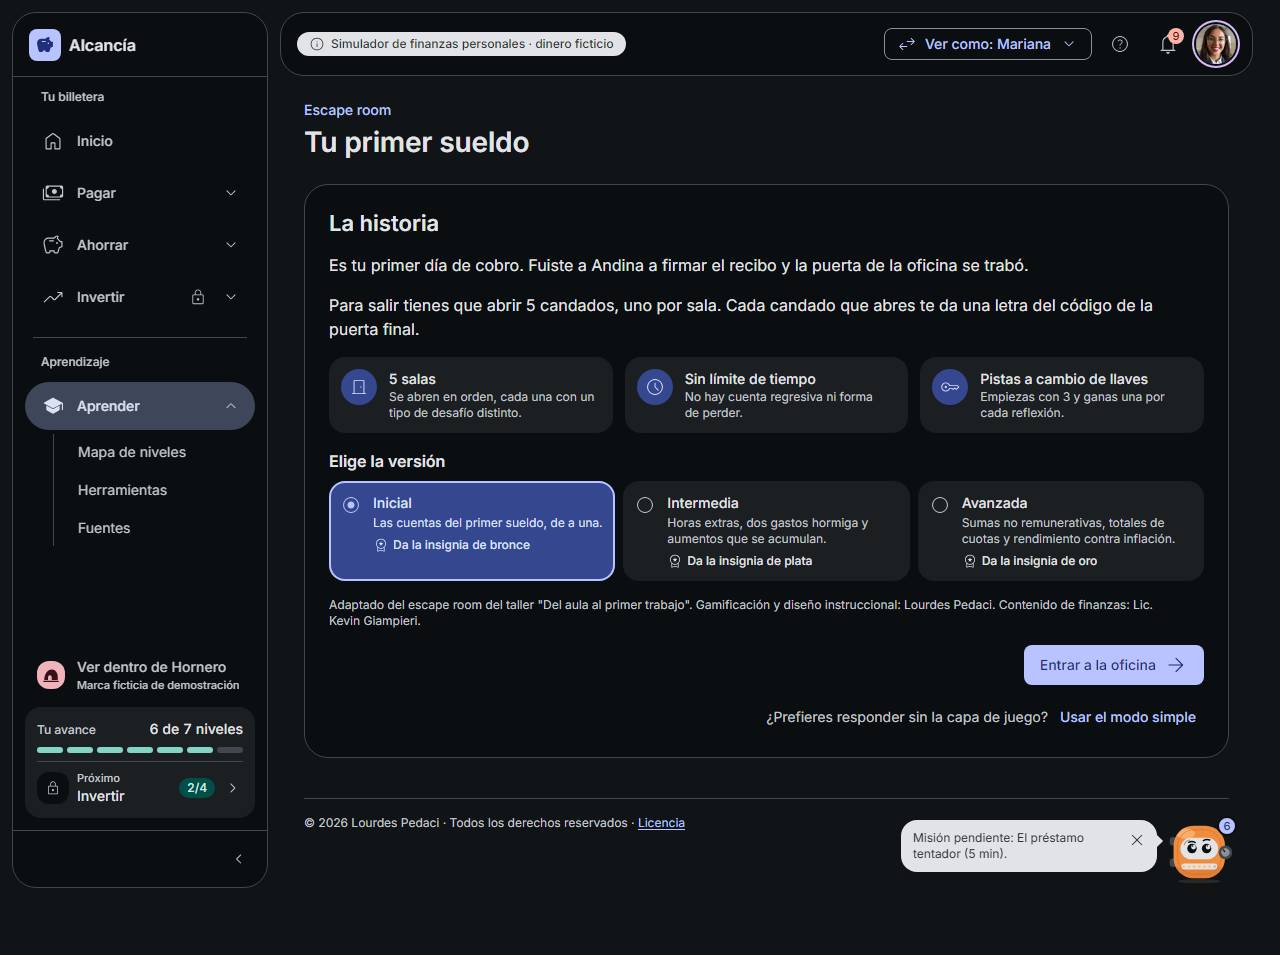 Alcancía
Simulador de finanzas personales · dinero ficticio
Ver como: Mariana
9
Tu billetera
Inicio
Pagar
Ahorrar
Invertir
Aprendizaje
Aprender
Mapa de niveles
Herramientas
Fuentes
Ver dentro de Hornero
Marca ficticia de demostración
Tu avance
6 de 7 niveles
Próximo
Invertir
2/4
Escape room
Tu primer sueldo
La historia
Es tu primer día de cobro. Fuiste a Andina a firmar el recibo y la puerta de la oficina se trabó.
Para salir tienes que abrir 5 candados, uno por sala. Cada candado que abres te da una letra del código de la
puerta final.
5 salas
Se abren en orden, cada una con un
tipo de desafío distinto.
Sin límite de tiempo
No hay cuenta regresiva ni forma
de perder.
Pistas a cambio de llaves
Empiezas con 3 y ganas una por
cada reflexión.
Elige la versión
Inicial
Las cuentas del primer sueldo, de a una.
Da la insignia de bronce
Intermedia
Horas extras, dos gastos hormiga y
aumentos que se acumulan.
Da la insignia de plata
Avanzada
Sumas no remunerativas, totales de
cuotas y rendimiento contra inflación.
Da la insignia de oro
Adaptado del escape room del taller "Del aula al primer trabajo". Gamificación y diseño instruccional: Lourdes Pedaci. Contenido de finanzas: Lic.
Kevin Giampieri.
Entrar a la oficina
¿Prefieres responder sin la capa de juego? Usar el modo simple
© 2026 Lourdes Pedaci · Todos los derechos reservados · Licencia
Misión pendiente: El préstamo
tentador (5 min).
6